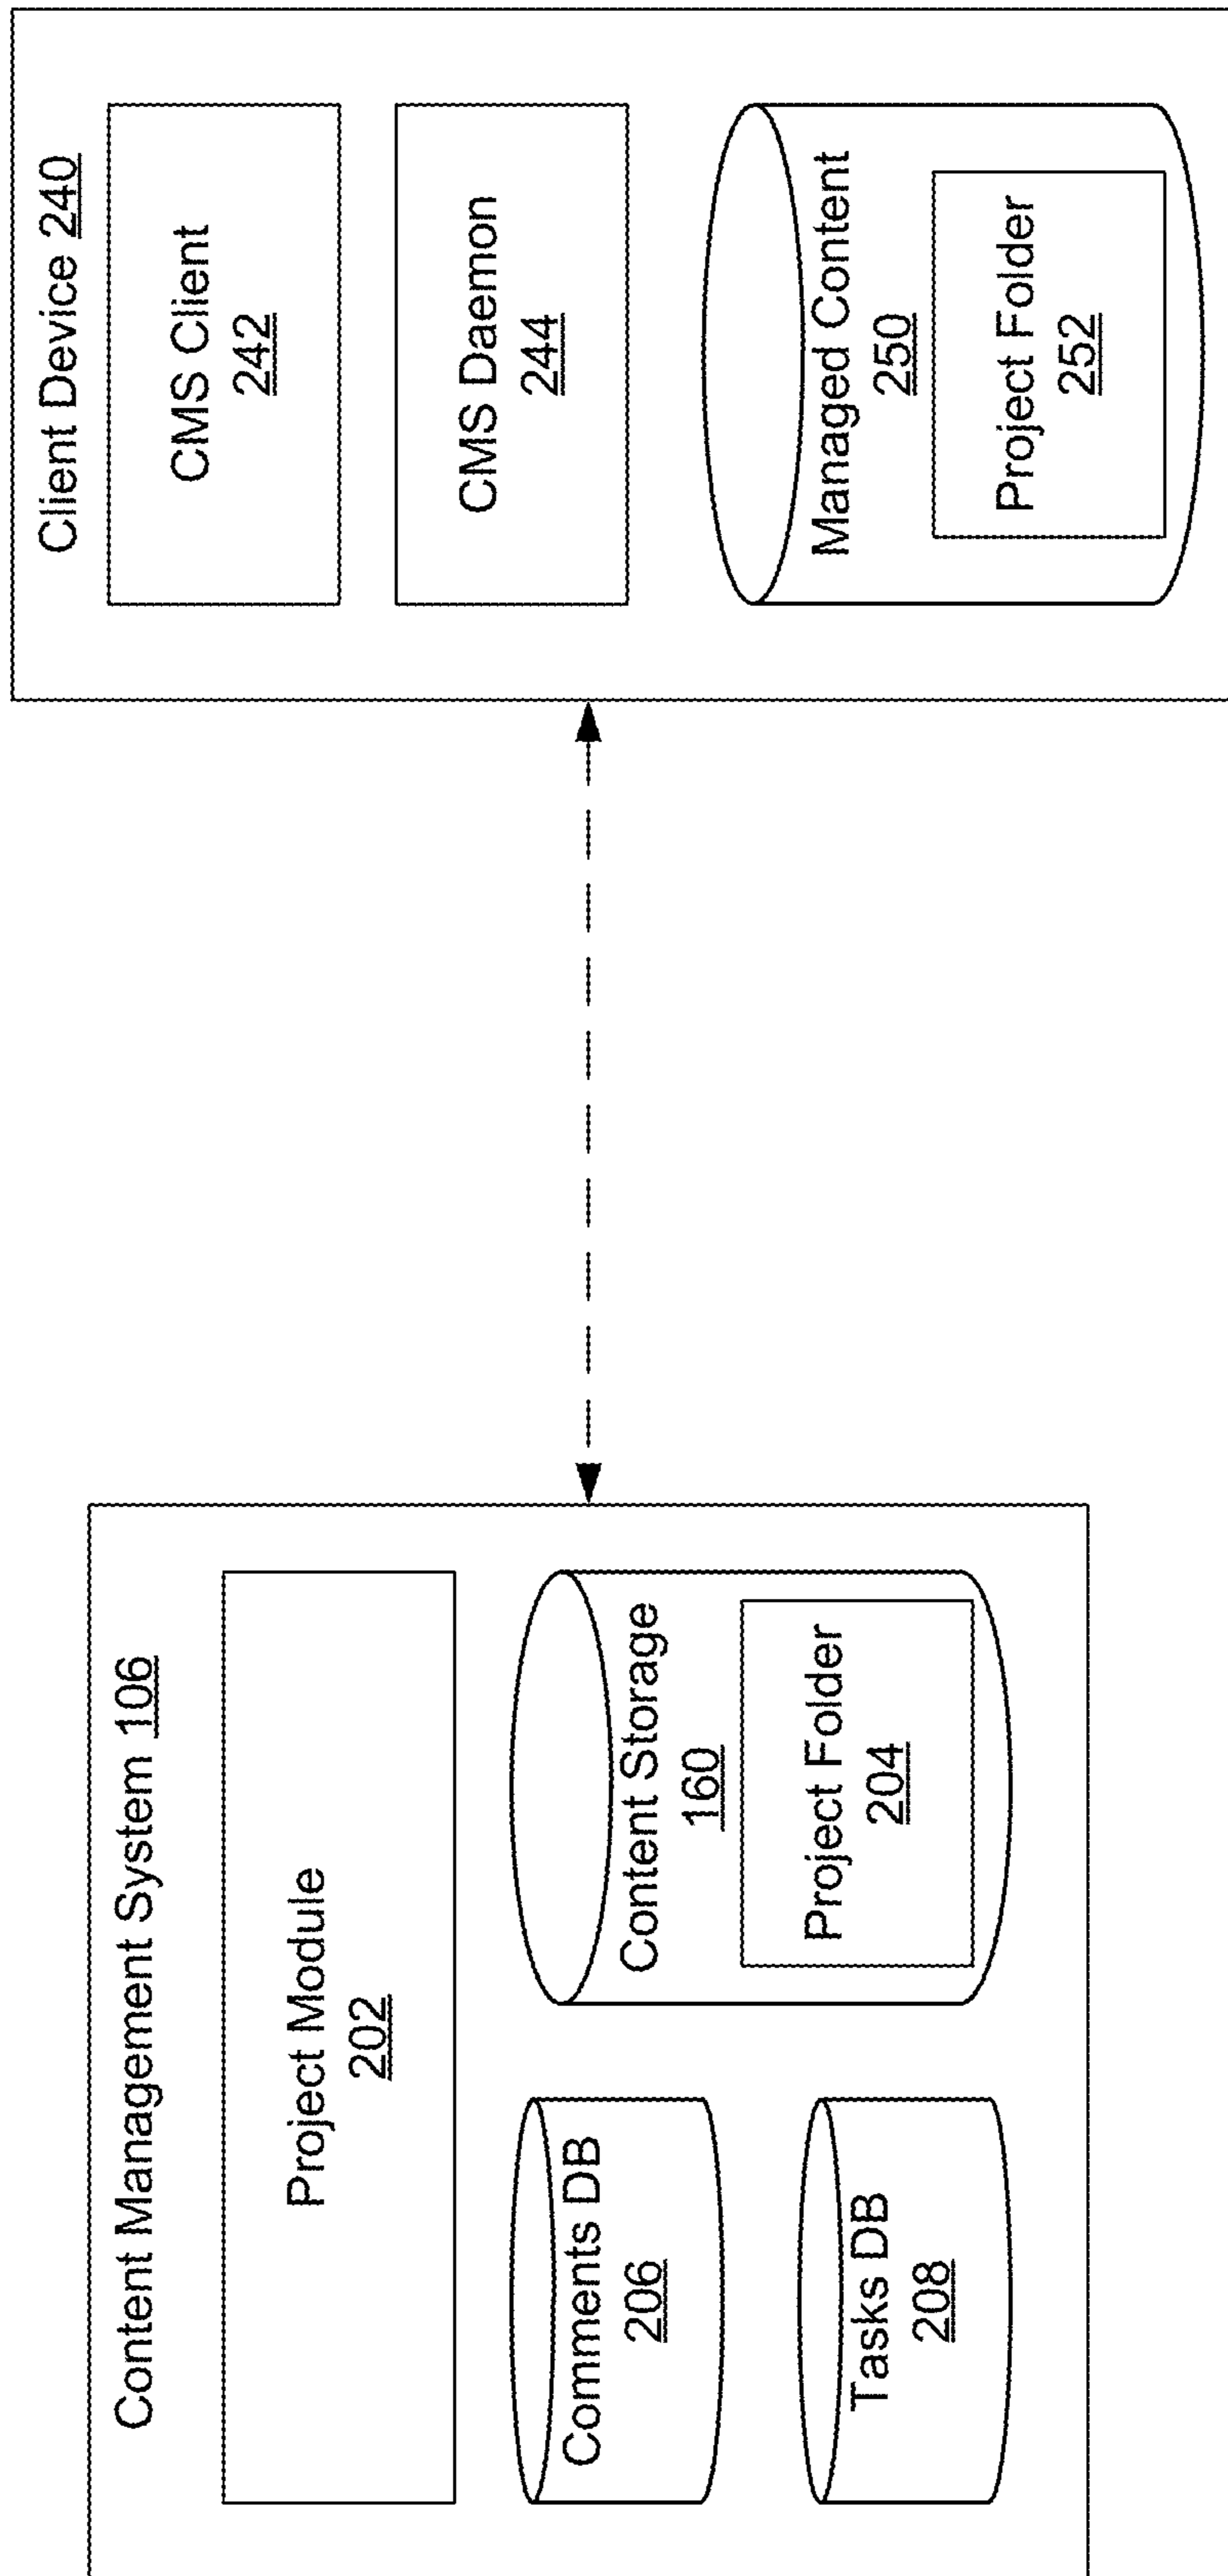 Content Management System 106
Project Module
202
Comments DB
206
Tasks DB
208
Content Storage
160
Project Folder
204
Client Device 240
CMS Client
242
CMS Daemon
244
Managed Content
250
Project Folder
252